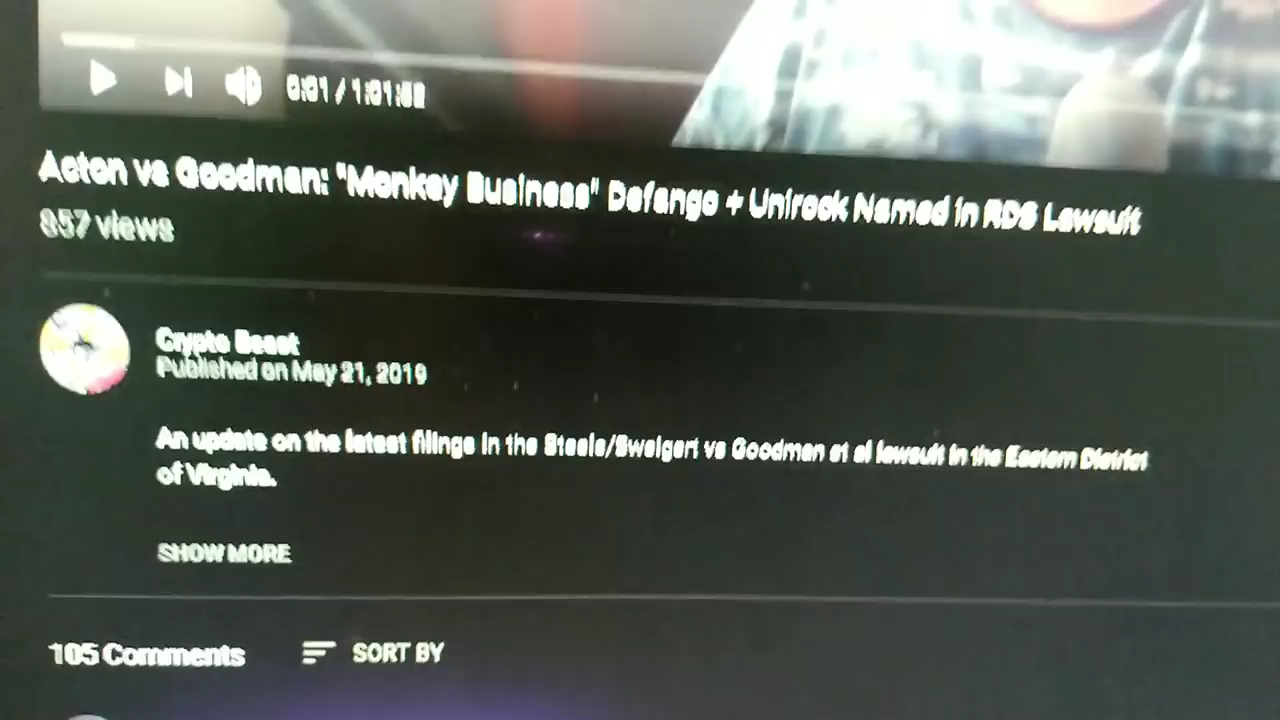 0:01 / 1:01:
Acton vs Goodman: "Monkey Business" Defango + Unirock Named in RDS Lawsuit
857 views
Crypto Beast
Published on May 21, 2019
An update on the latest filings in the Steele/Sweigert vs Goodman et al lawsuit in the Eastern District
of Virginia.
SHOW MORE
105 Comments
SORT BY